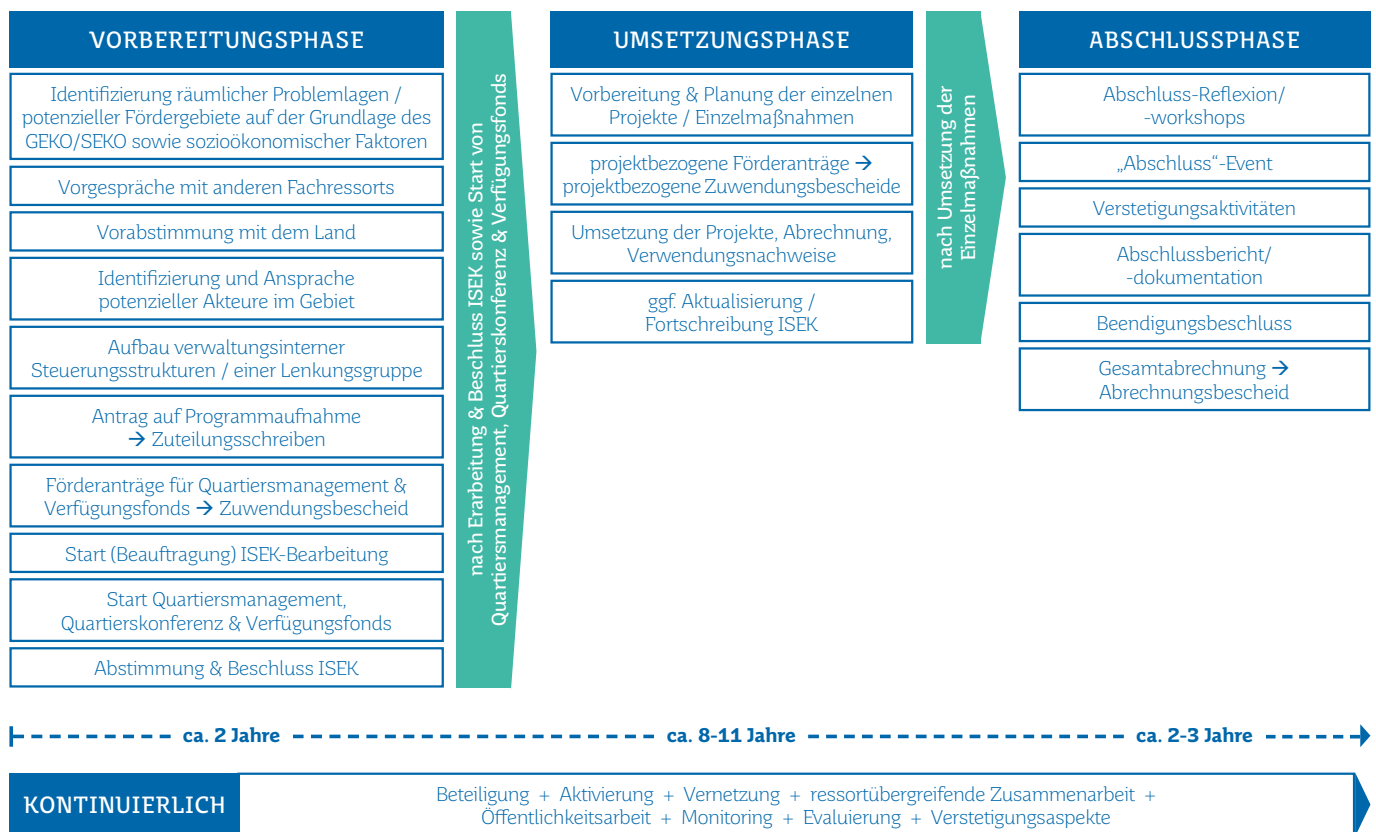 VORBEREITUNGSPHASE
Identifizierung räumlicher Problemlagen /
potenzieller Fördergebiete auf der Grundlage des
GEKO/SEKO sowie sozioökonomischer Faktoren
Vorgespräche mit anderen Fachressorts
Vorabstimmung mit dem Land
Identifizierung und Ansprache
potenzieller Akteure im Gebiet
Aufbau verwaltungsinterner
Steuerungsstrukturen / einer Lenkungsgruppe
Antrag auf Programmaufnahme
→ Zuteilungsschreiben
Förderanträge für Quartiersmanagement &
Verfügungsfonds → Zuwendungsbescheid
Start (Beauftragung) ISEK-Bearbeitung
Start Quartiersmanagement,
Quartierskonferenz & Verfügungsfonds
Abstimmung & Beschluss ISEK
nach Erarbeitung & Beschluss ISEK sowie Start von
Quartiersmanagement, Quartierskonferenz & Verfügungsfonds
UMSETZUNGSPHASE
Vorbereitung & Planung der einzelnen
Projekte / Einzelmaßnahmen
projektbezogene Förderanträge →
projektbezogene Zuwendungsbescheide
Umsetzung der Projekte, Abrechnung,
Verwendungsnachweise
ggf. Aktualisierung /
Fortschreibung ISEK
nach Umsetzung der
Einzelmaßnahmen
ABSCHLUSSPHASE
Abschluss-Reflexion/
-workshops
„Abschluss“-Event
Verstetigungsaktivitäten
Abschlussbericht/
-dokumentation
Beendigungsbeschluss
Gesamtabrechnung →
Abrechnungsbescheid
ca. 2 Jahre
ca. 8-11 Jahre
ca. 2-3 Jahre
KONTINUIERLICH
Beteiligung + Aktivierung + Vernetzung + ressortübergreifende Zusammenarbeit +
Öffentlichkeitsarbeit + Monitoring + Evaluierung + Verstetigungsaspekte